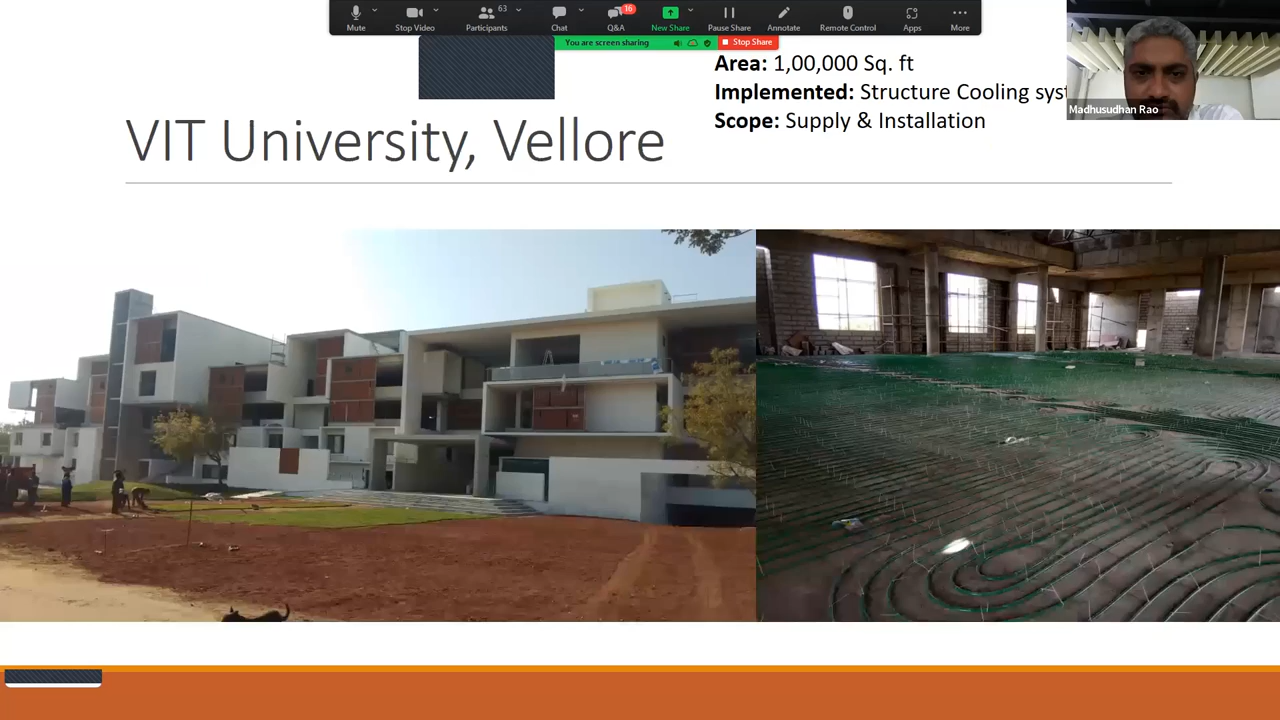 63
16
Mute
Stop Video
Participants
Chat
Q&A
New Share
Pause Share
Annotate
Remote Control
Apps
More
You are screen sharing
Stop Share
Area: 1,00,000 Sq. ft
Implemented: Structure Cooling syst
Scope: Supply & Installation
Madhusudhan Rao
VIT University, Vellore